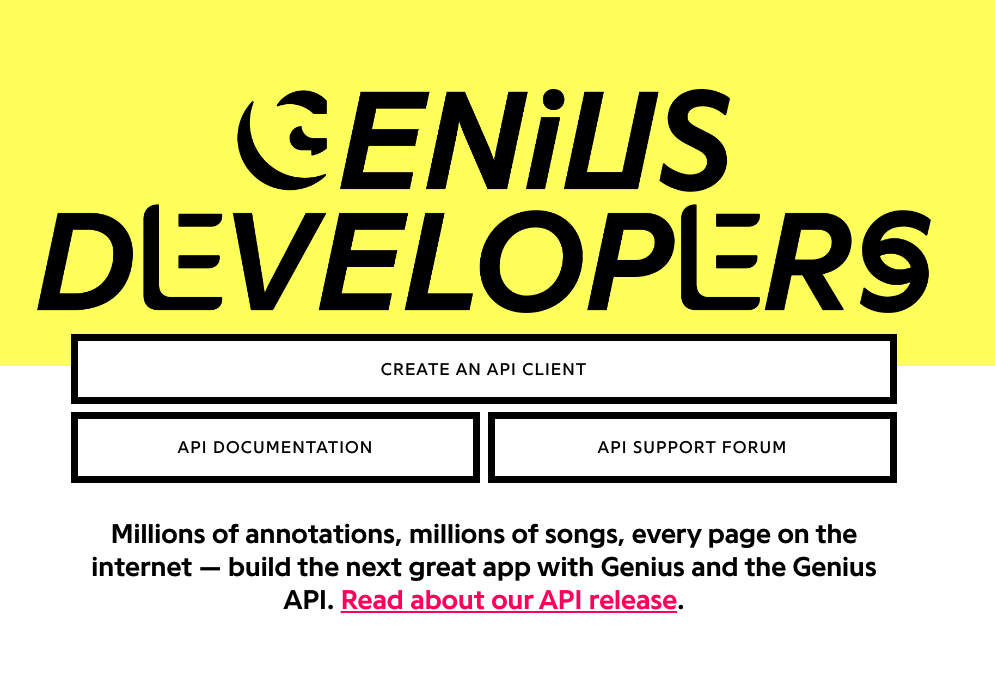 GENiUS
DEVELOPERS
CREATE AN API CLIENT
API DOCUMENTATION
API SUPPORT FORUM
Millions of annotations, millions of songs, every page on the
internet — build the next great app with Genius and the Genius
API. Read about our API release.